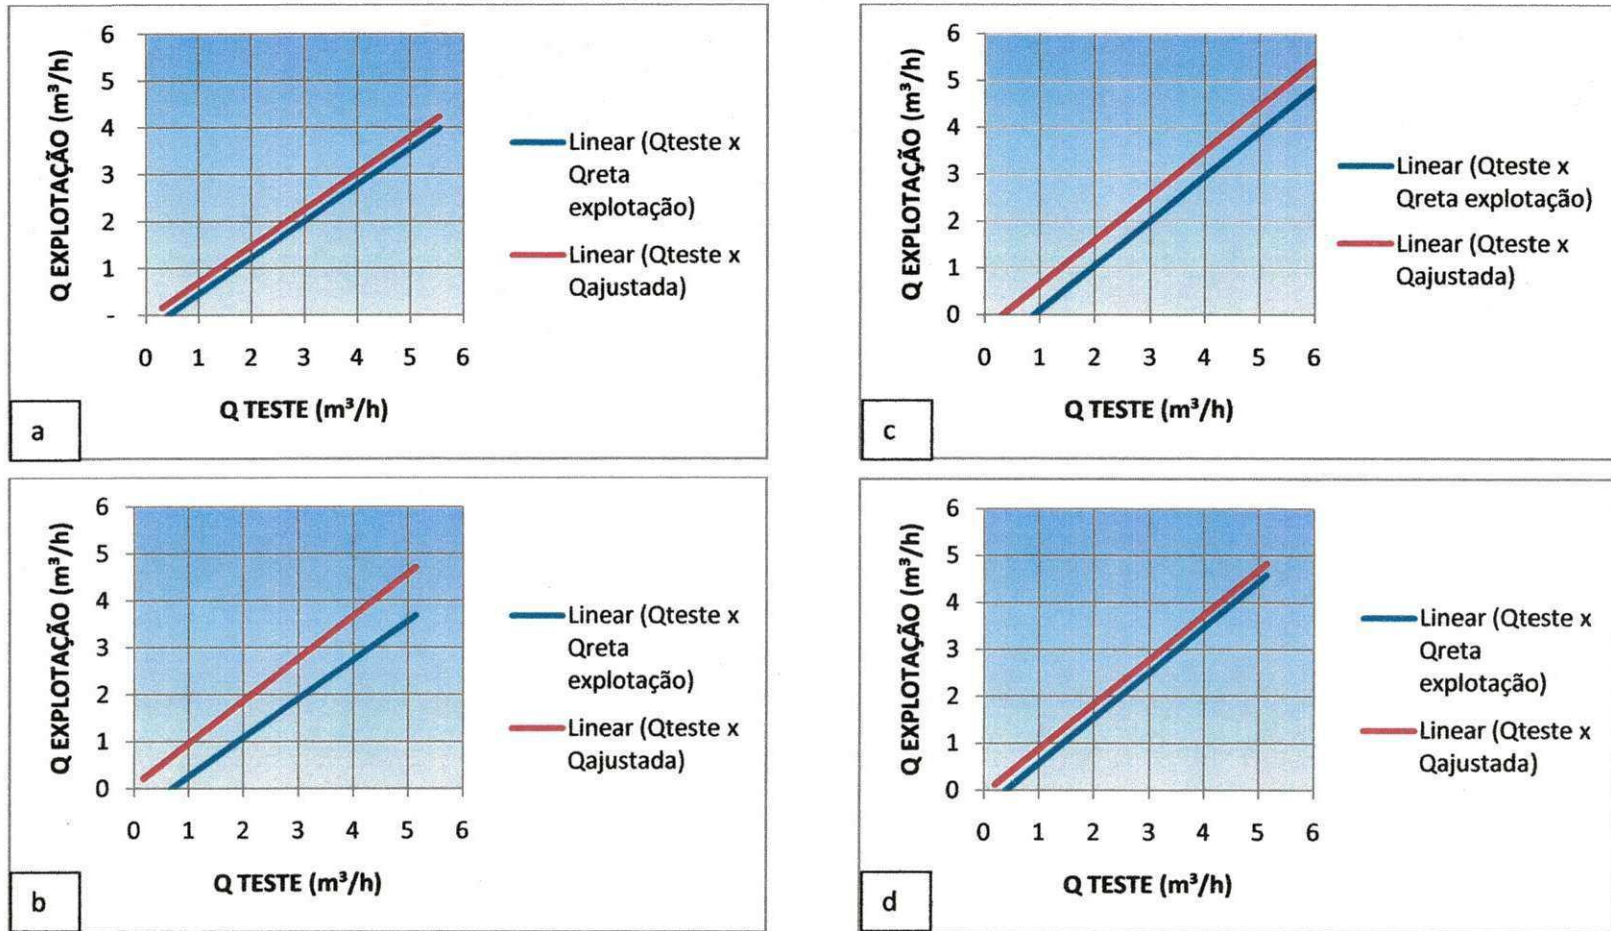 Q EXPLOTAÇÃO (m³/h)
6
5
4
3
2
1
-
0 1 2 3 4 5 6
Q TESTE (m³/h)
Linear (Qteste x
Qreta
explotação)
Linear (Qteste x
Qajustada)
a
Q EXPLOTAÇÃO (m³/h)
6
5
4
3
2
1
0
0 1 2 3 4 5 6
Q TESTE (m³/h)
Linear (Qteste x
Qreta explotação)
Linear (Qteste x
Qajustada)
c
Q EXPLOTAÇÃO (m³/h)
6
5
4
3
2
1
0
0 1 2 3 4 5 6
Q TESTE (m³/h)
Linear (Qteste x
Qreta
explotação)
Linear (Qteste x
Qajustada)
b
Q EXPLOTAÇÃO (m³/h)
6
5
4
3
2
1
0
0 1 2 3 4 5 6
Q TESTE (m³/h)
Linear (Qteste x
Qreta
explotação)
Linear (Qteste x
Qajustada)
d